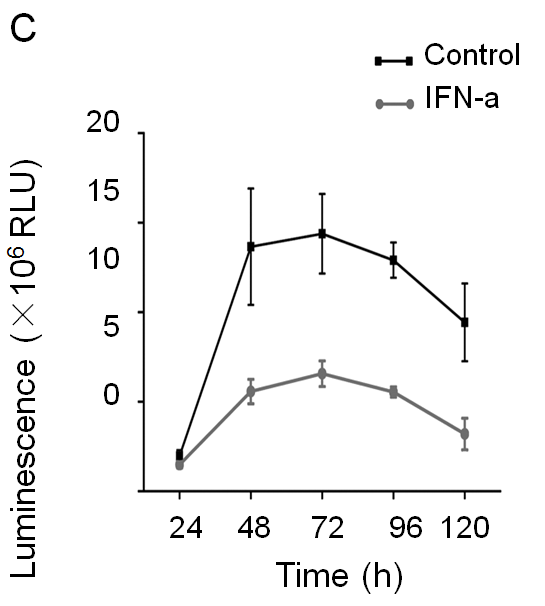 C
Control
IFN-a
20
15
10
5
0
Luminescence (×10⁶ RLU)
24 48 72 96 120
Time (h)